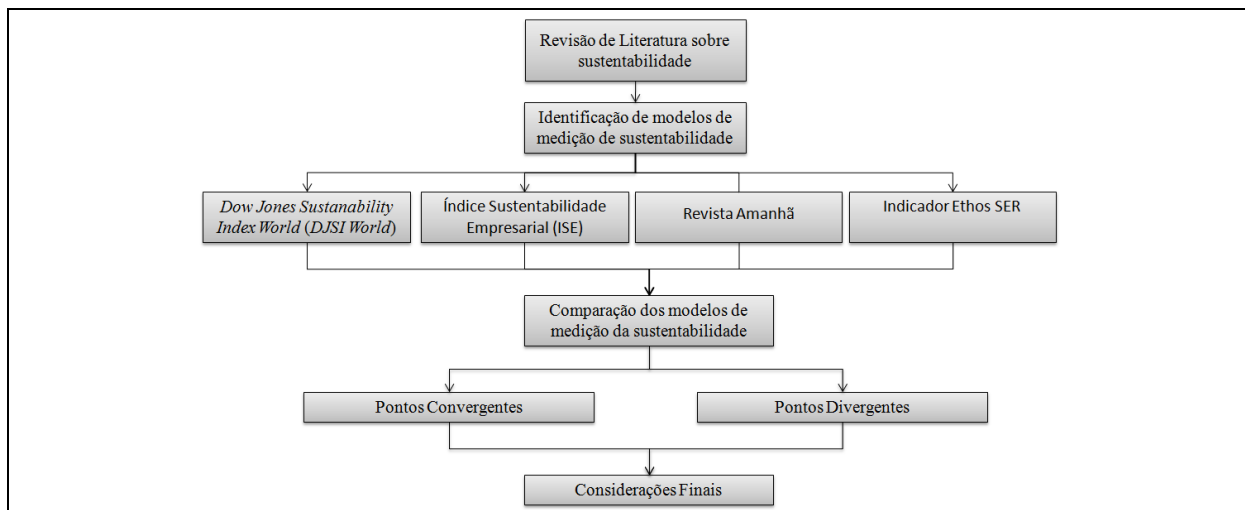 Revisão de Literatura sobre
sustentabilidade
Identificação de modelos de
medição de sustentabilidade
Dow Jones Sustanability
Index World (DJSI World)
Índice Sustentabilidade
Empresarial (ISE)
Revista Amanhã
Indicador Ethos SER
Comparação dos modelos de
medição da sustentabilidade
Pontos Convergentes
Pontos Divergentes
Considerações Finais